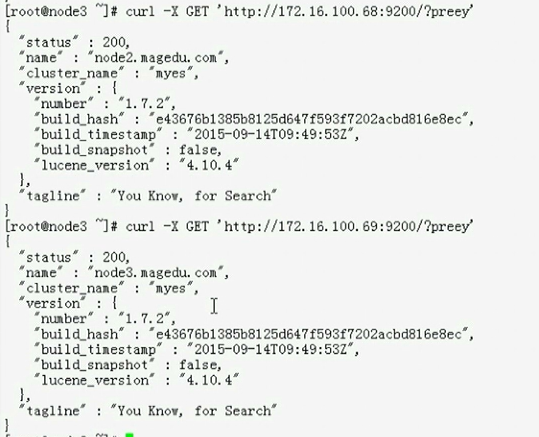 [root@node3 ~]# curl -X GET 'http://172.16.100.68:9200/?preey'
{
  "status" : 200,
  "name" : "node2.magedu.com",
  "cluster_name" : "myes",
  "version" : {
    "number" : "1.7.2",
    "build_hash" : "e43676b1385b8125d647f593f7202acbd816e8ec",
    "build_timestamp" : "2015-09-14T09:49:53Z",
    "build_snapshot" : false,
    "lucene_version" : "4.10.4"
  },
  "tagline" : "You Know, for Search"
}
[root@node3 ~]# curl -X GET 'http://172.16.100.69:9200/?preey'
{
  "status" : 200,
  "name" : "node3.magedu.com",
  "cluster_name" : "myes",
  "version" : {
    "number" : "1.7.2",
    "build_hash" : "e43676b1385b8125d647f593f7202acbd816e8ec",
    "build_timestamp" : "2015-09-14T09:49:53Z",
    "build_snapshot" : false,
    "lucene_version" : "4.10.4"
  },
  "tagline" : "You Know, for Search"
}